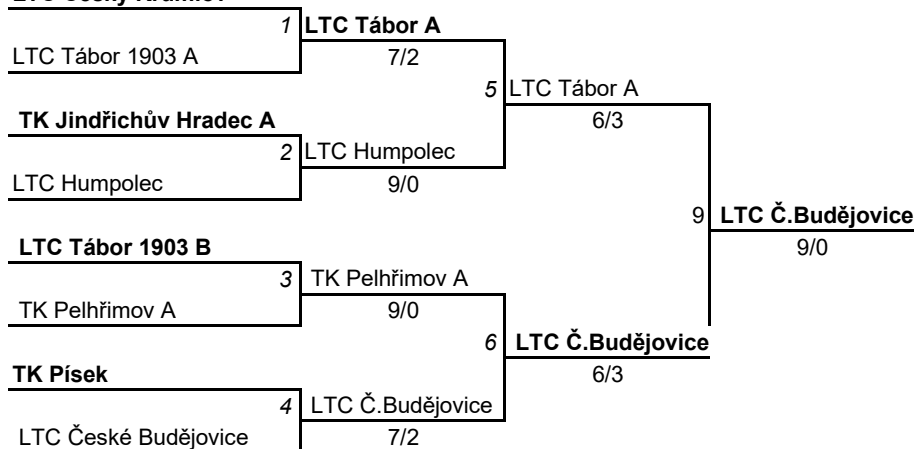 1 LTC Tábor A
LTC Tábor 1903 A 7/2
5 LTC Tábor A
TK Jindřichův Hradec A 6/3
2 LTC Humpolec
LTC Humpolec 9/0
9 LTC Č.Budějovice
LTC Tábor 1903 B 9/0
3 TK Pelhřimov A
TK Pelhřimov A 9/0
6 LTC Č.Budějovice
TK Písek 6/3
4 LTC Č.Budějovice
LTC České Budějovice 7/2